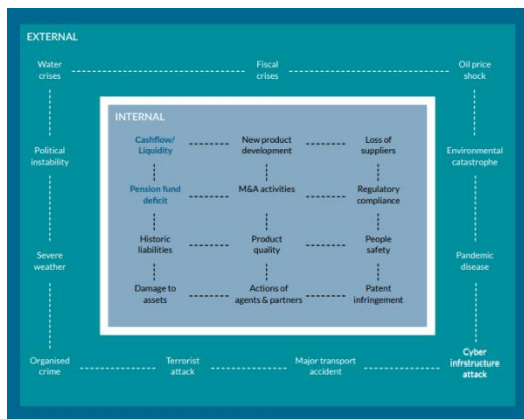 EXTERNAL
Water
crises
Fiscal
crises
Oil price
shock
INTERNAL
Cashflow/
Liquidity
New product
development
Loss of
suppliers
Political
instability
Environmental
catastrophe
Pension fund
deficit
M&A activities
Regulatory
compliance
Historic
liabilities
Product
quality
People
safety
Severe
weather
Pandemic
disease
Damage to
assets
Actions of
agents & partners
Patent
infringement
Organised
crime
Terrorist
attack
Major transport
accident
Cyber
infrstructure
attack